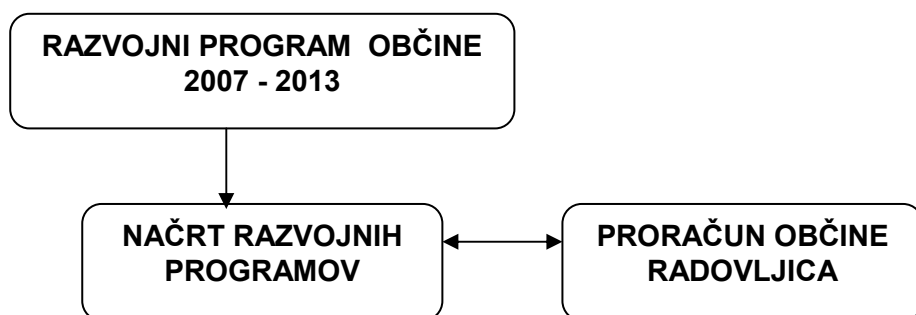 RAZVOJNI PROGRAM OBČINE
2007 - 2013
NAČRT RAZVOJNIH
PROGRAMOV
PRORAČUN OBČINE
RADOVLJICA